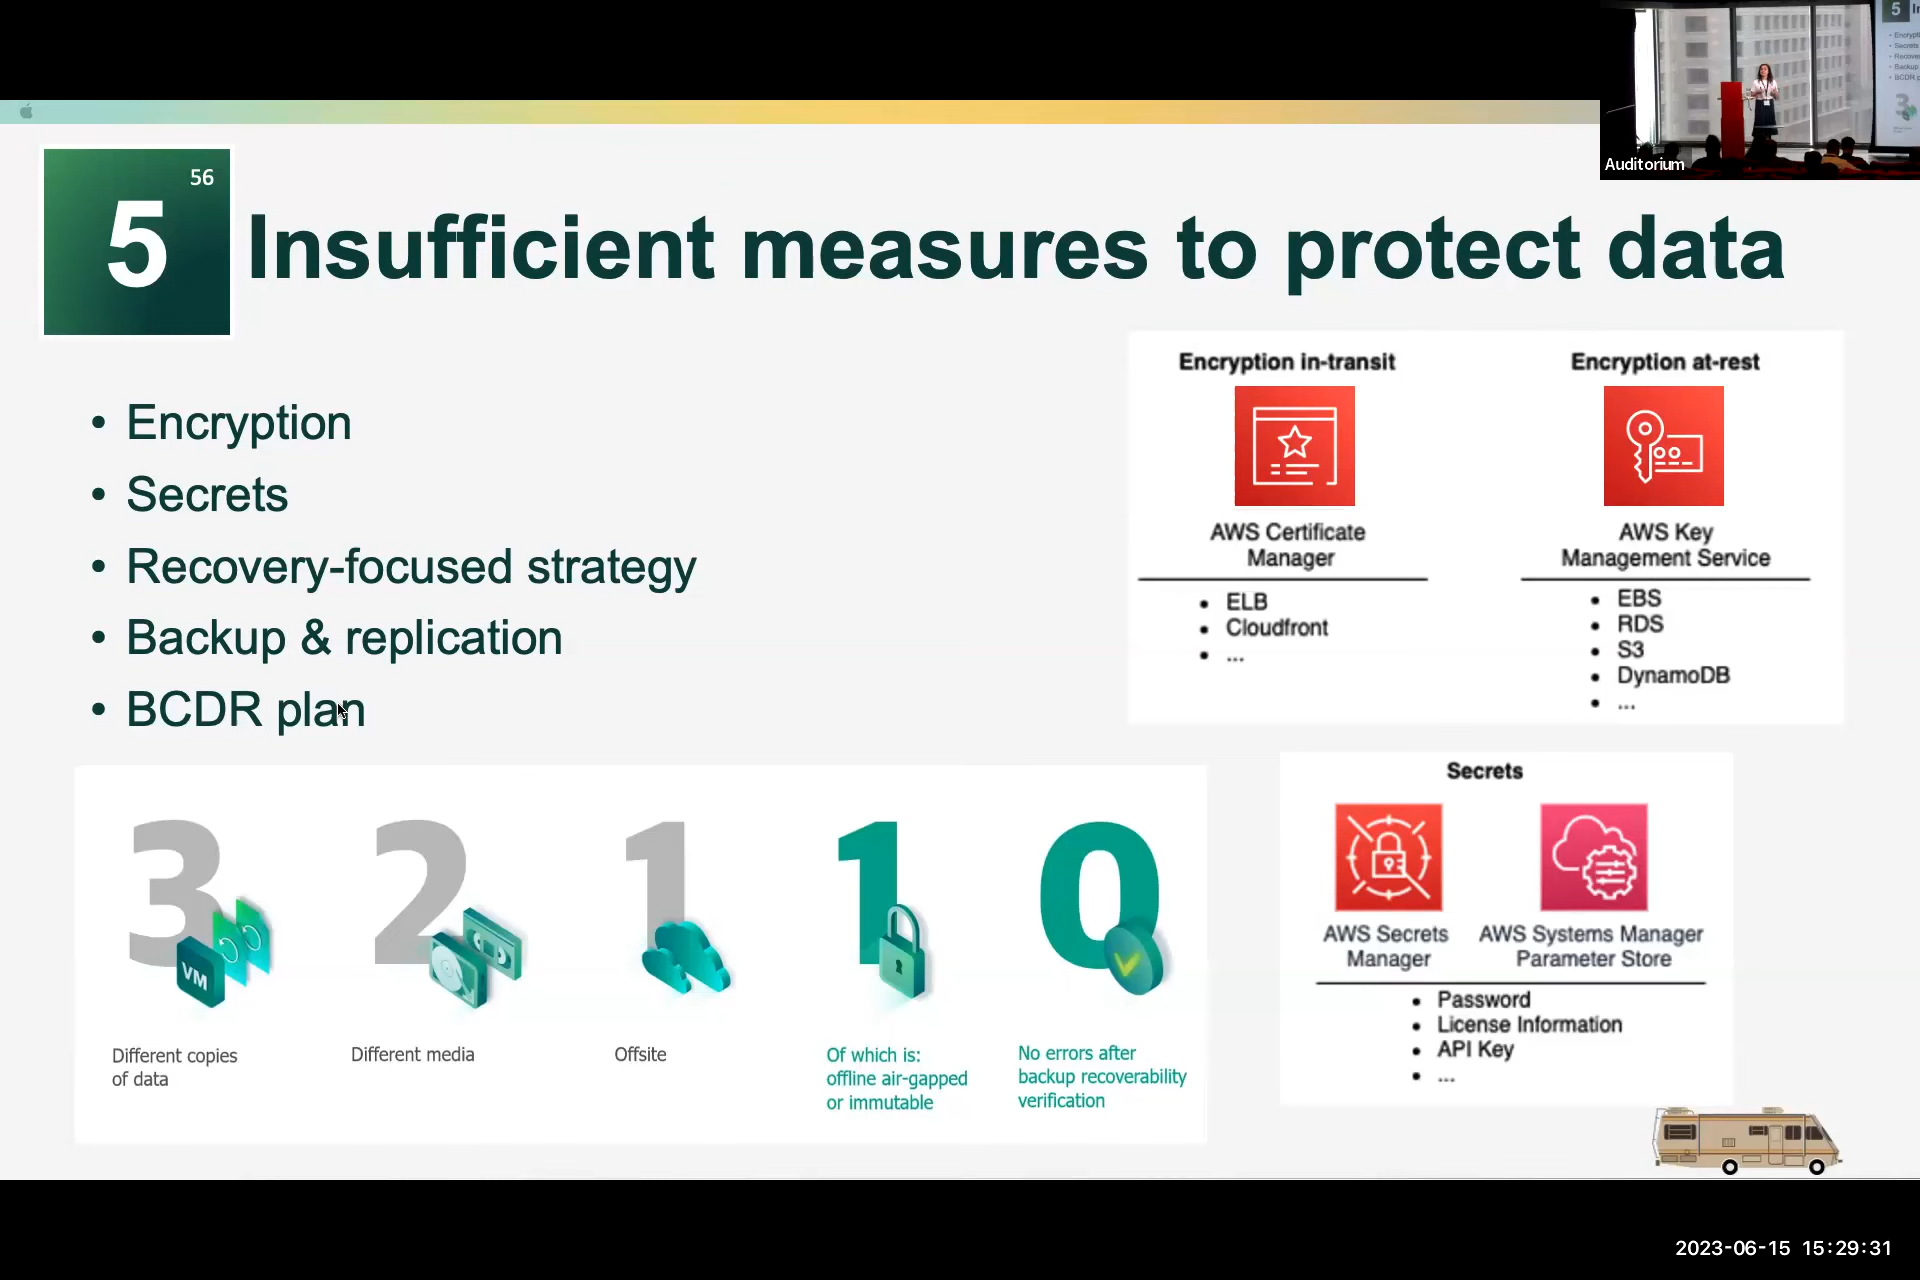 Auditorium
56
5
Insufficient measures to protect data
• Encryption
• Secrets
• Recovery-focused strategy
• Backup & replication
• BCDR plan
Encryption in-transit
AWS Certificate
Manager
• ELB
• Cloudfront
• ...
Encryption at-rest
AWS Key
Management Service
• EBS
• RDS
• S3
• DynamoDB
• ...
3
VM
Different copies
of data
2
Different media
1
Offsite
1
Of which is:
offline air-gapped
or immutable
0
No errors after
backup recoverability
verification
Secrets
AWS Secrets
Manager
AWS Systems Manager
Parameter Store
• Password
• License Information
• API Key
• ...
2023-06-15 15:29:31